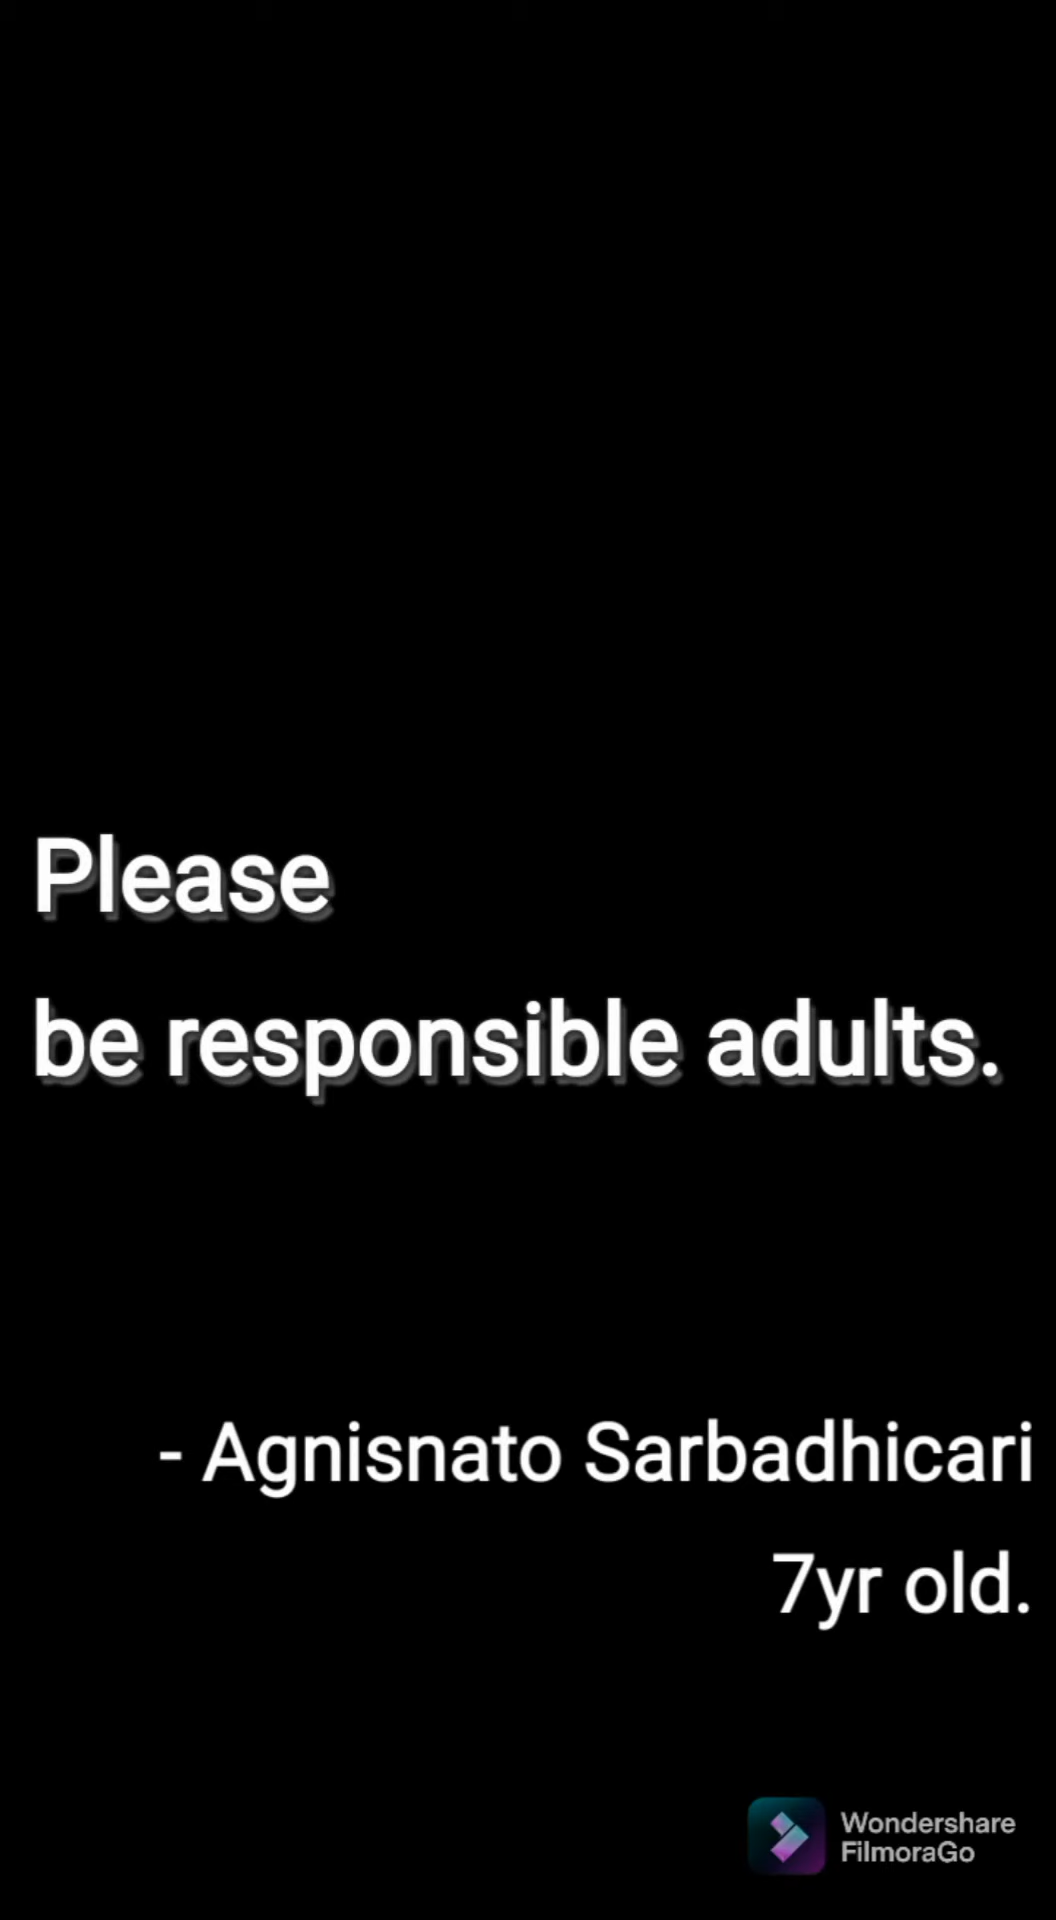 Please
be responsible adults.
- Agnisnato Sarbadhicari
7yr old.
Wondershare
FilmoraGo